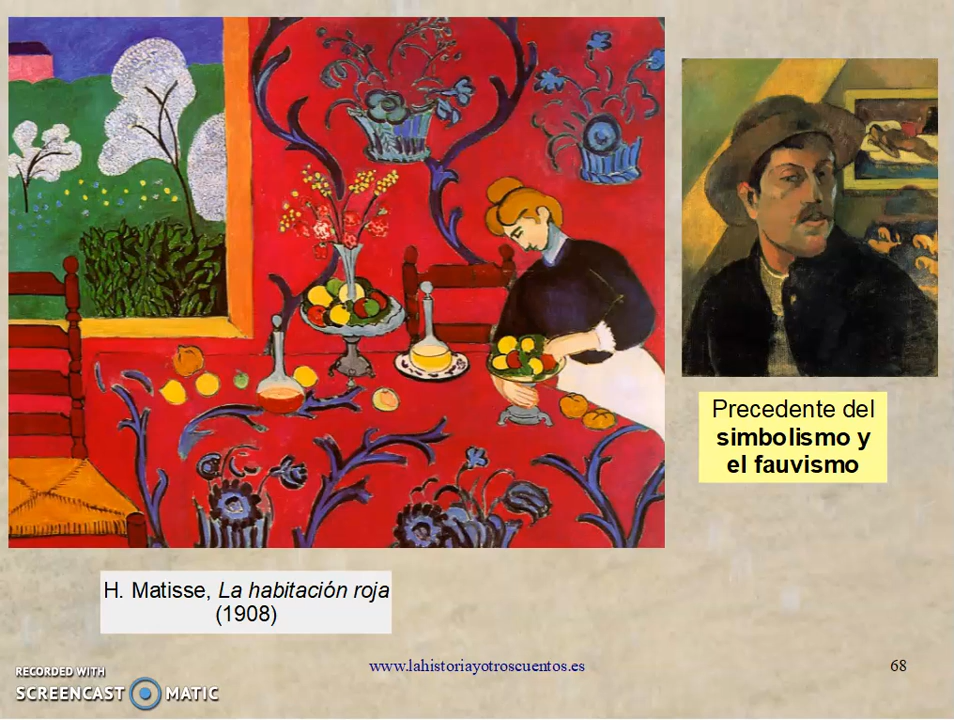 Precedente del
simbolismo y
el fauvismo
H. Matisse, La habitación roja
(1908)
www.lahistoriayotroscuentos.es
68
RECORDED WITH
SCREENCAST MATIC